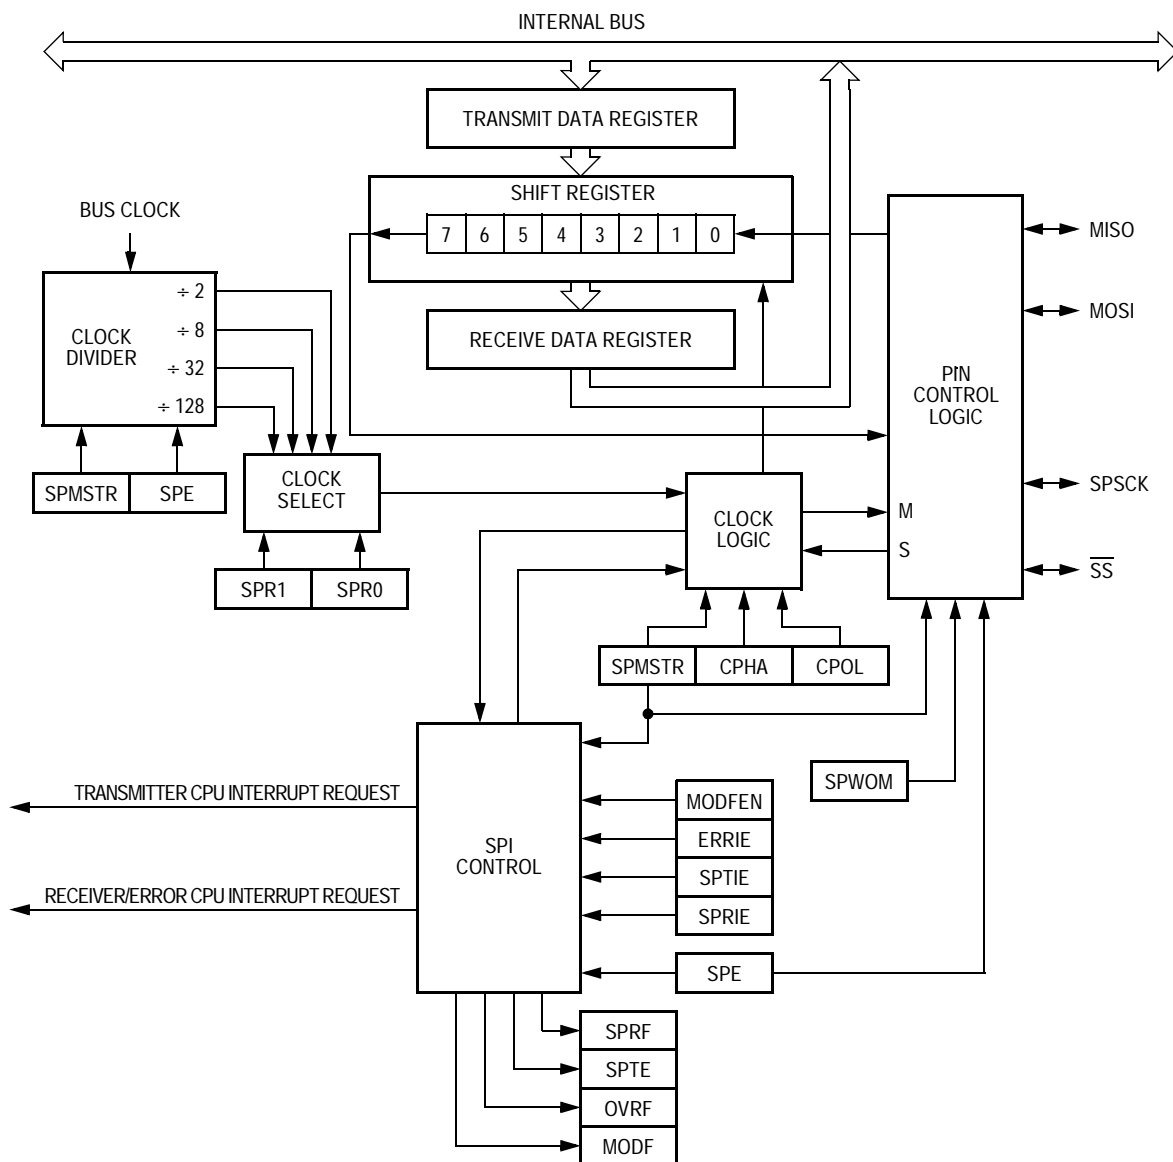 INTERNAL BUS
TRANSMIT DATA REGISTER
SHIFT REGISTER
7 6 5 4 3 2 1 0
BUS CLOCK
MISO
÷ 2
MOSI
CLOCK
DIVIDER
÷ 8
RECEIVE DATA REGISTER
÷ 32
÷ 128
PIN
CONTROL
LOGIC
SPMSTR SPE
CLOCK
SELECT
SPSCK
CLOCK
LOGIC
M
S
SS
SPR1 SPR0
SPMSTR CPHA CPOL
SPWOM
TRANSMITTER CPU INTERRUPT REQUEST
MODFEN
ERRIE
SPI
CONTROL
SPTIE
RECEIVER/ERROR CPU INTERRUPT REQUEST
SPRIE
SPE
SPRF
SPTE
OVRF
MODF